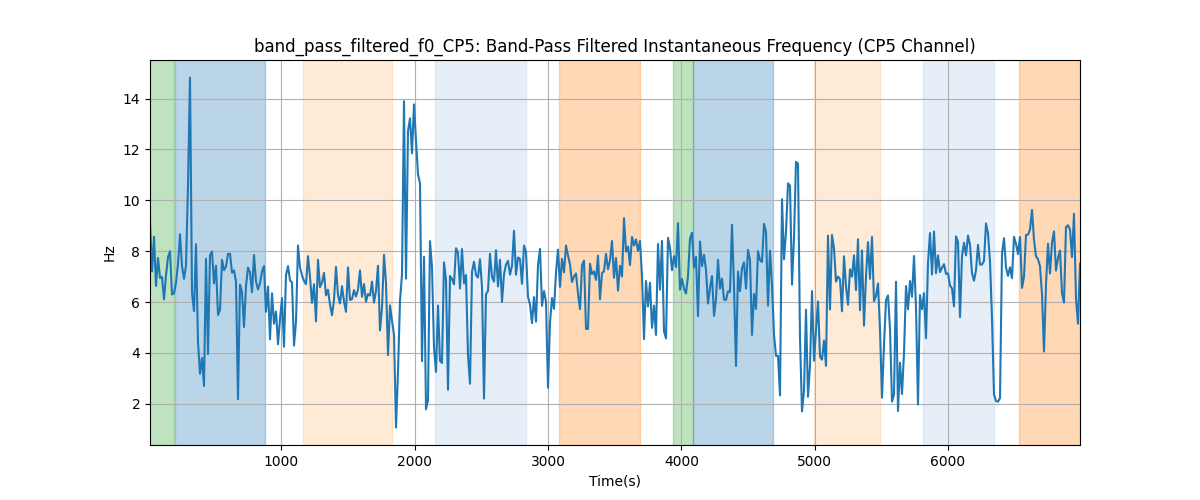 band_pass_filtered_f0_CP5: Band-Pass Filtered Instantaneous Frequency (CP5 Channel)
14
12
10
8
6
4
2
Hz
1000 2000 3000 4000 5000 6000
Time(s)